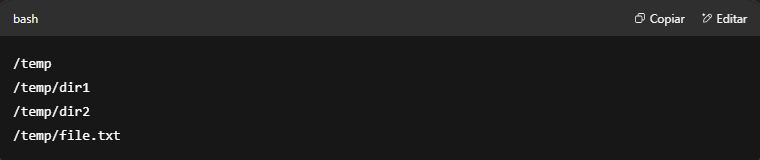 bash Copiar Editar
/temp
/temp/dir1
/temp/dir2
/temp/file.txt